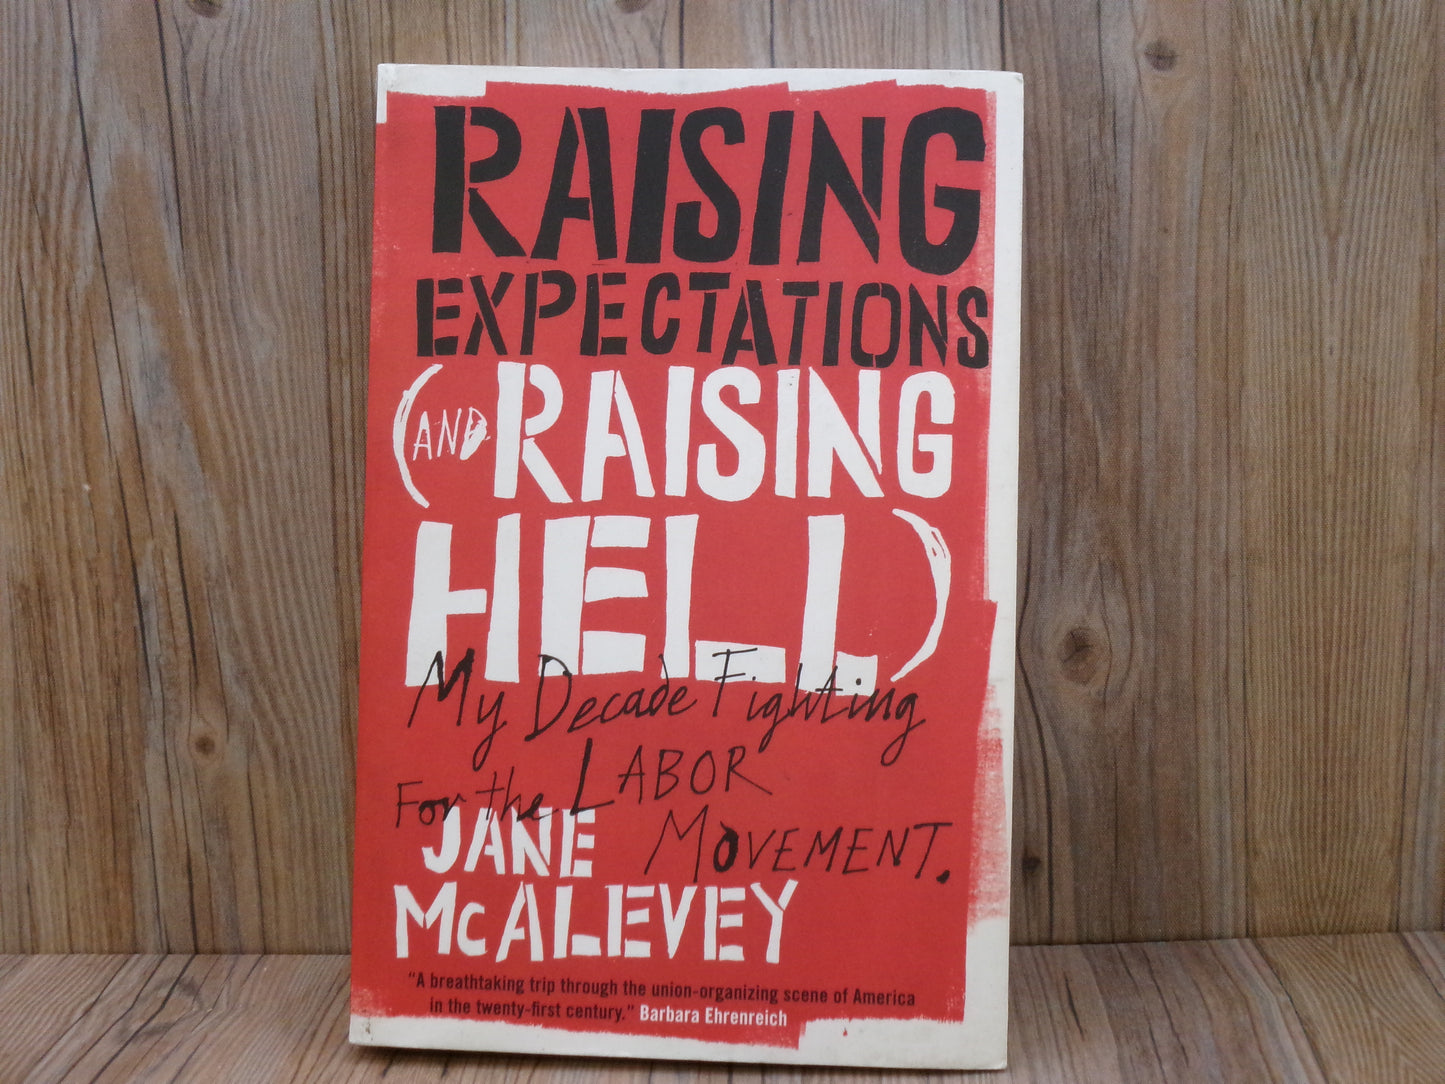 RAISING
EXPECTATIONS
(AND RAISING
HELL)
My Decade Fighting
For the LABOR
MOVEMENT.
JANE
McALEVEY
“A breathtaking trip through the union-organizing scene of America
in the twenty-first century.” Barbara Ehrenreich